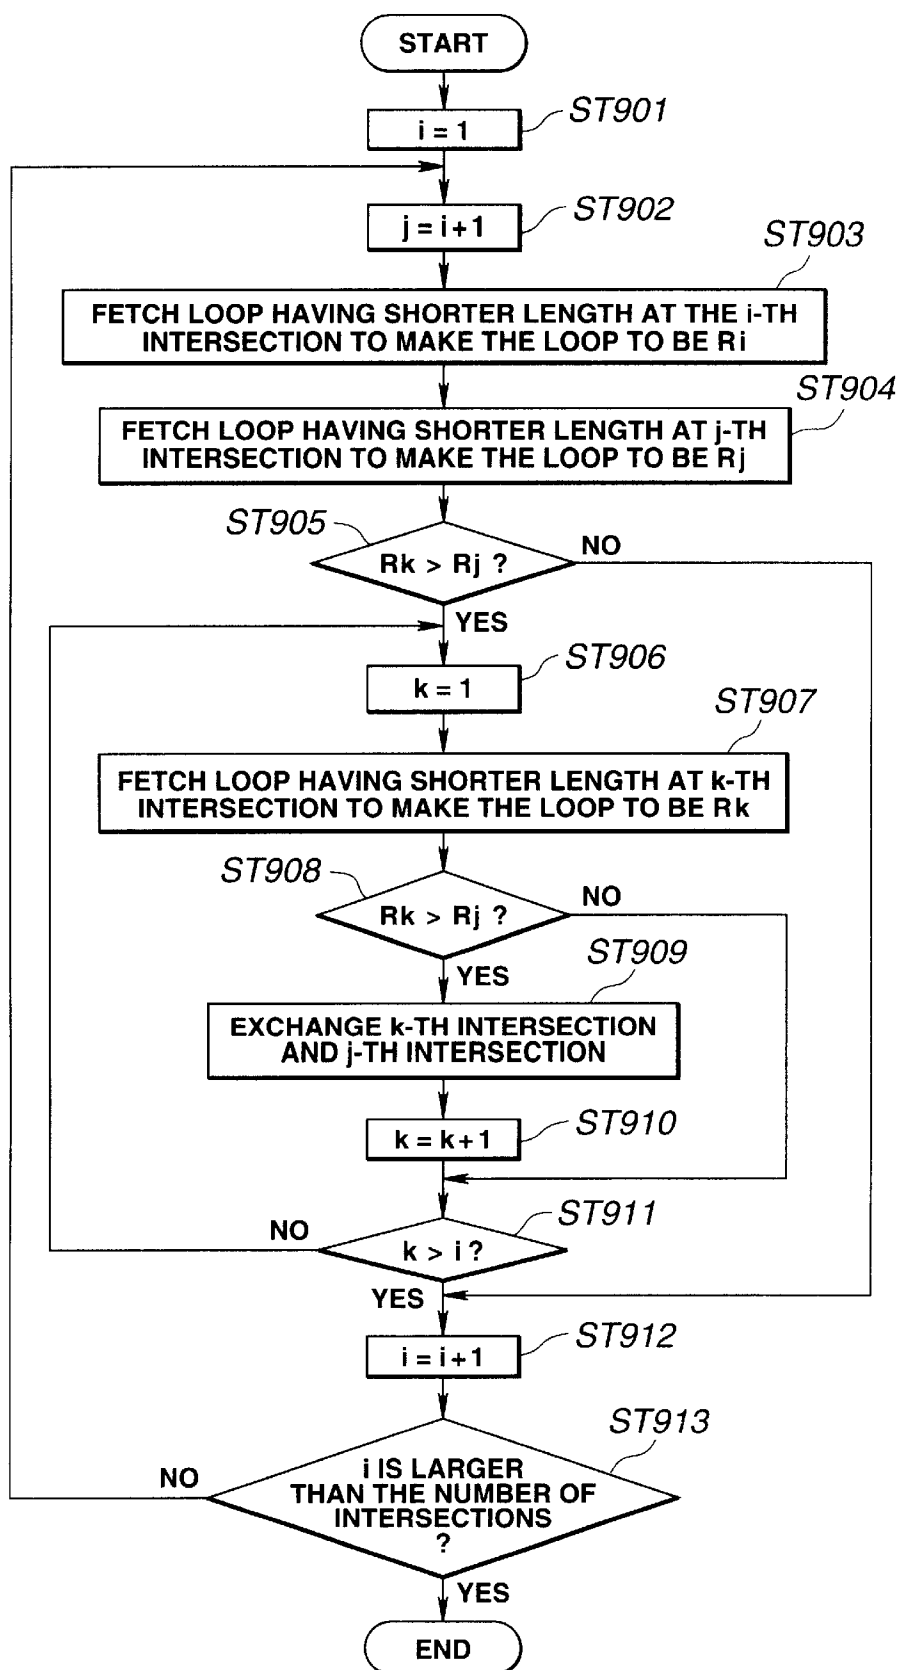 START
ST901
i = 1
ST902
j = i+1
ST903
FETCH LOOP HAVING SHORTER LENGTH AT THE i-TH
INTERSECTION TO MAKE THE LOOP TO BE Ri
ST904
FETCH LOOP HAVING SHORTER LENGTH AT j-TH
INTERSECTION TO MAKE THE LOOP TO BE Rj
ST905
Rk > Rj ?
NO
YES
ST906
k = 1
ST907
FETCH LOOP HAVING SHORTER LENGTH AT k-TH
INTERSECTION TO MAKE THE LOOP TO BE Rk
ST908
Rk > Rj ?
NO
YES
ST909
EXCHANGE k-TH INTERSECTION
AND j-TH INTERSECTION
ST910
k = k+1
ST911
NO
k > i ?
YES
ST912
i = i+1
ST913
NO
i IS LARGER
THAN THE NUMBER OF
INTERSECTIONS
?
YES
END